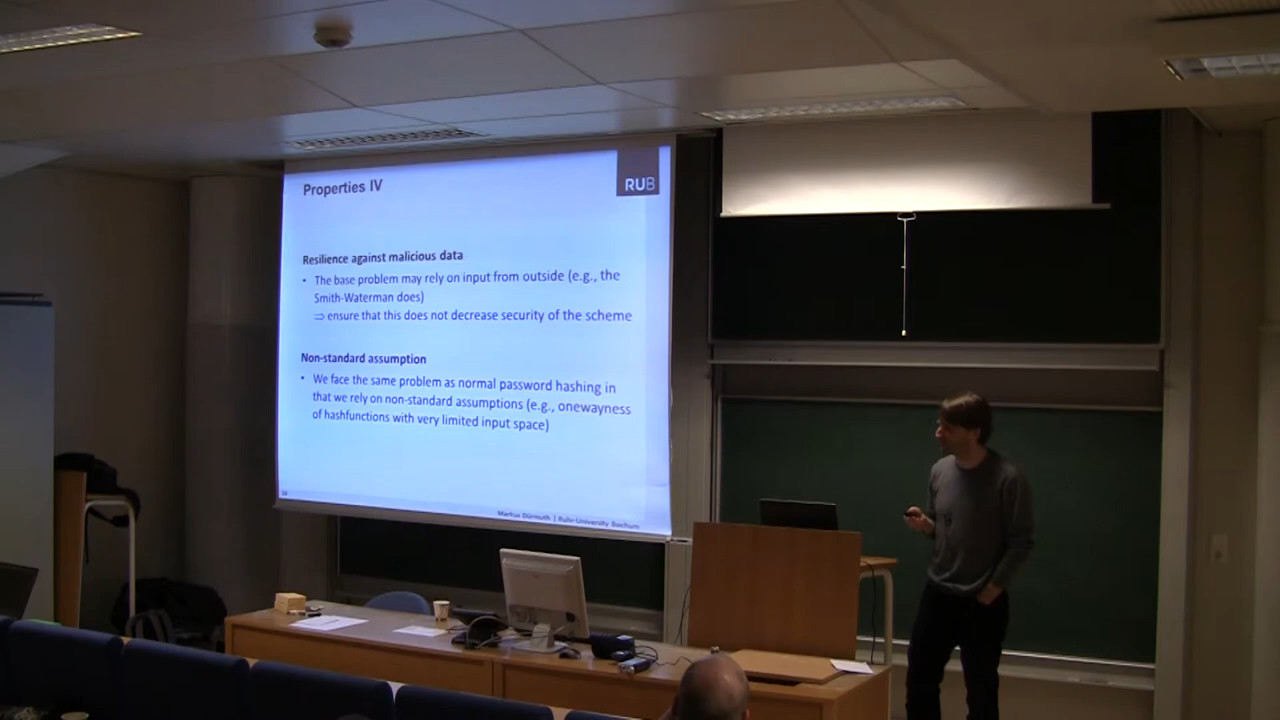 Properties IV
RUB
Resilience against malicious data
• The base problem may rely on input from outside (e.g., the
Smith-Waterman does)
⇒ ensure that this does not decrease security of the scheme
Non-standard assumption
• We face the same problem as normal password hashing in
that we rely on non-standard assumptions (e.g., onewayness
of hashfunctions with very limited input space)
Markus Dürmuth | Ruhr-University Bochum